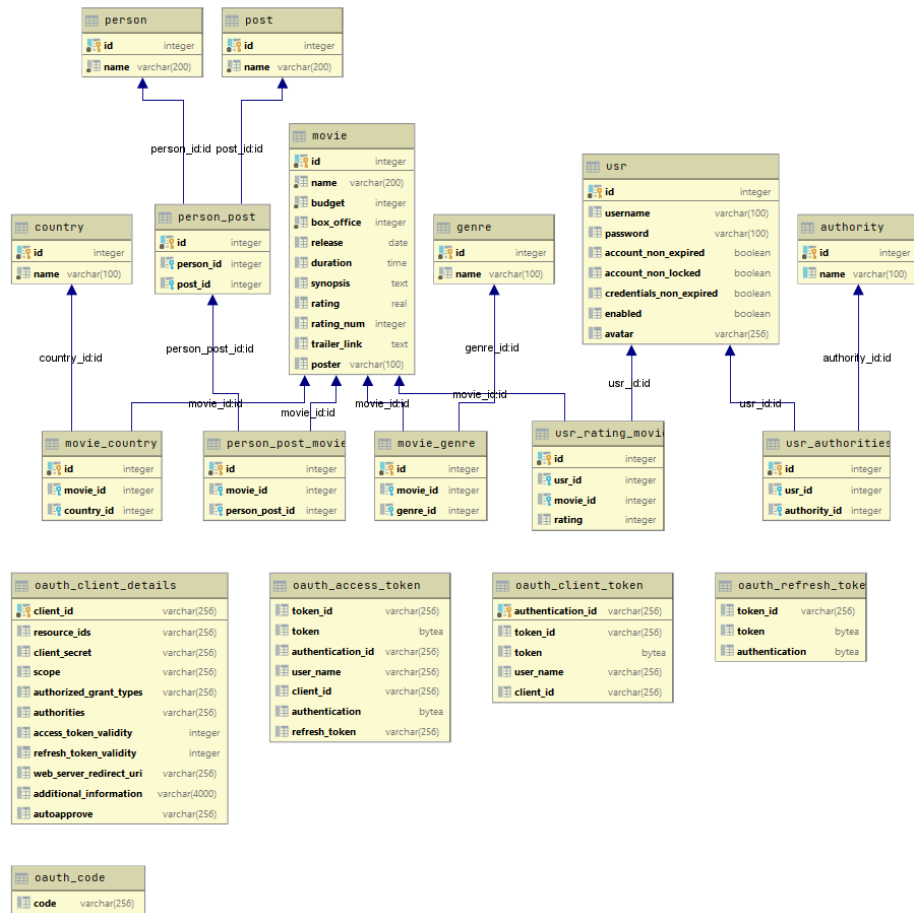 person
id integer
name varchar(200)
post
id integer
name varchar(200)
person_id:id
post_id:id
movie
id integer
name varchar(200)
budget integer
box_office integer
release date
duration time
synopsis text
rating real
rating_num integer
trailer_link text
poster varchar(100)
usr
id integer
username varchar(100)
password varchar(100)
account_non_expired boolean
account_non_locked boolean
credentials_non_expired boolean
enabled boolean
avatar varchar(256)
country
id integer
name varchar(100)
person_post
id integer
person_id integer
post_id integer
genre
id integer
name varchar(100)
authority
id integer
name varchar(100)
country_id:id
person_post_id:id
genre_id:id
authority_id:id
movie_id:id
movie_id:id
movie_id:id
movie_id:id
usr_id:id
usr_id:id
movie_country
id integer
movie_id integer
country_id integer
person_post_movie
id integer
movie_id integer
person_post_id integer
movie_genre
id integer
movie_id integer
genre_id integer
usr_rating_movie
id integer
usr_id integer
movie_id integer
rating integer
usr_authorities
id integer
usr_id integer
authority_id integer
oauth_client_details
client_id varchar(256)
resource_ids varchar(256)
client_secret varchar(256)
scope varchar(256)
authorized_grant_types varchar(256)
authorities varchar(256)
access_token_validity integer
refresh_token_validity integer
web_server_redirect_uri varchar(256)
additional_information varchar(4000)
autoapprove varchar(256)
oauth_access_token
token_id varchar(256)
token bytea
authentication_id varchar(256)
user_name varchar(256)
client_id varchar(256)
authentication bytea
refresh_token varchar(256)
oauth_client_token
authentication_id varchar(256)
token_id varchar(256)
token bytea
user_name varchar(256)
client_id varchar(256)
oauth_refresh_toke
token_id varchar(256)
token bytea
authentication bytea
oauth_code
code varchar(256)